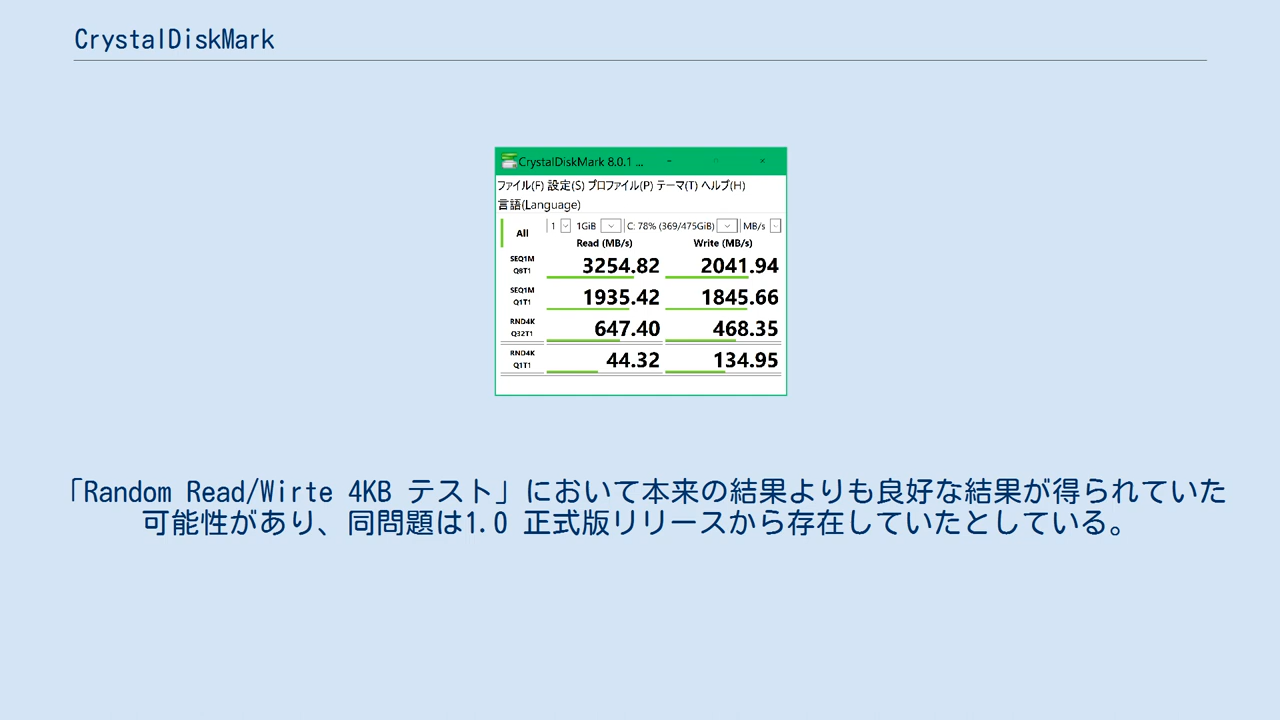 CrystalDiskMark
CrystalDiskMark 8.0.1 ...
ファイル(F) 設定(S) プロファイル(P) テーマ(T) ヘルプ(H)
言語(Language)
All 1 1GiB C: 78% (369/475GiB) MB/s
Read (MB/s) Write (MB/s)
SEQ1M
Q8T1 3254.82 2041.94
SEQ1M
Q1T1 1935.42 1845.66
RND4K
Q32T1 647.40 468.35
RND4K
Q1T1 44.32 134.95
「Random Read/Wirte 4KB テスト」において本来の結果よりも良好な結果が得られていた
可能性があり、同問題は1.0 正式版リリースから存在していたとしている。